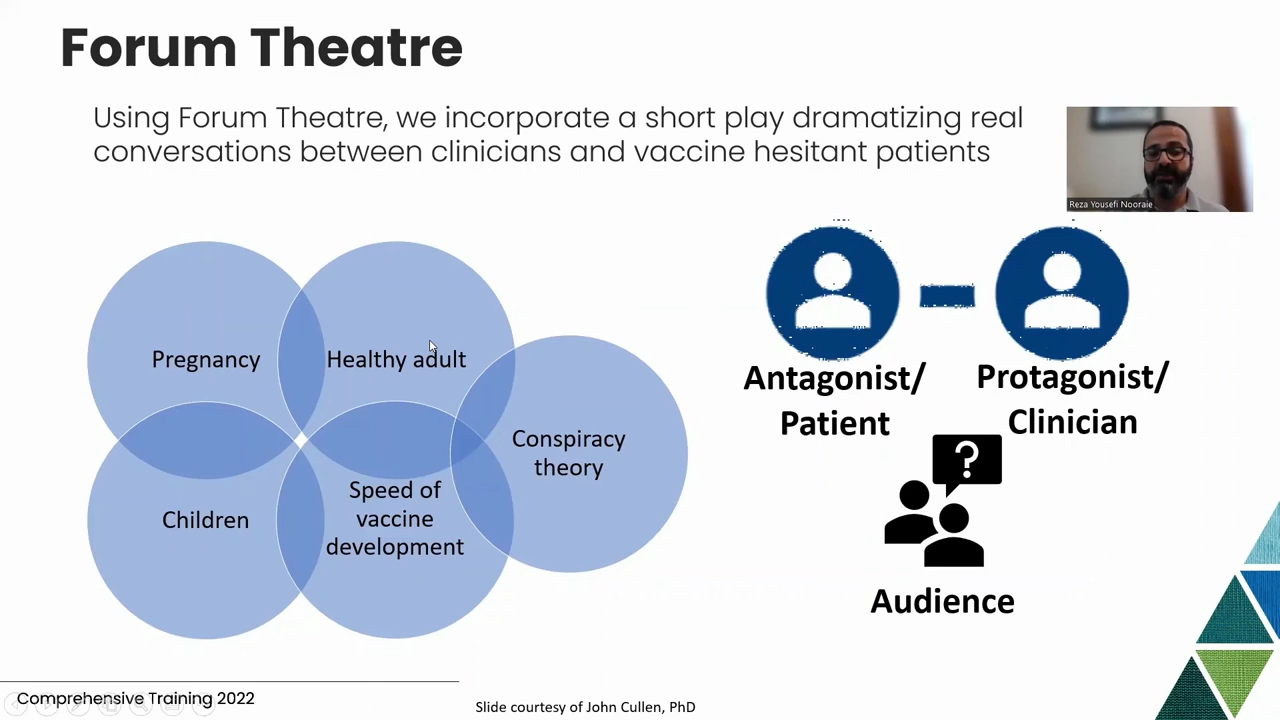 Forum Theatre
Using Forum Theatre, we incorporate a short play dramatizing real
conversations between clinicians and vaccine hesitant patients
Reza Yousefi Nooraie
Pregnancy
Healthy adult
Conspiracy
theory
Children
Speed of
vaccine
development
Antagonist/
Patient
Protagonist/
Clinician
?
Audience
Comprehensive Training 2022
Slide courtesy of John Cullen, PhD